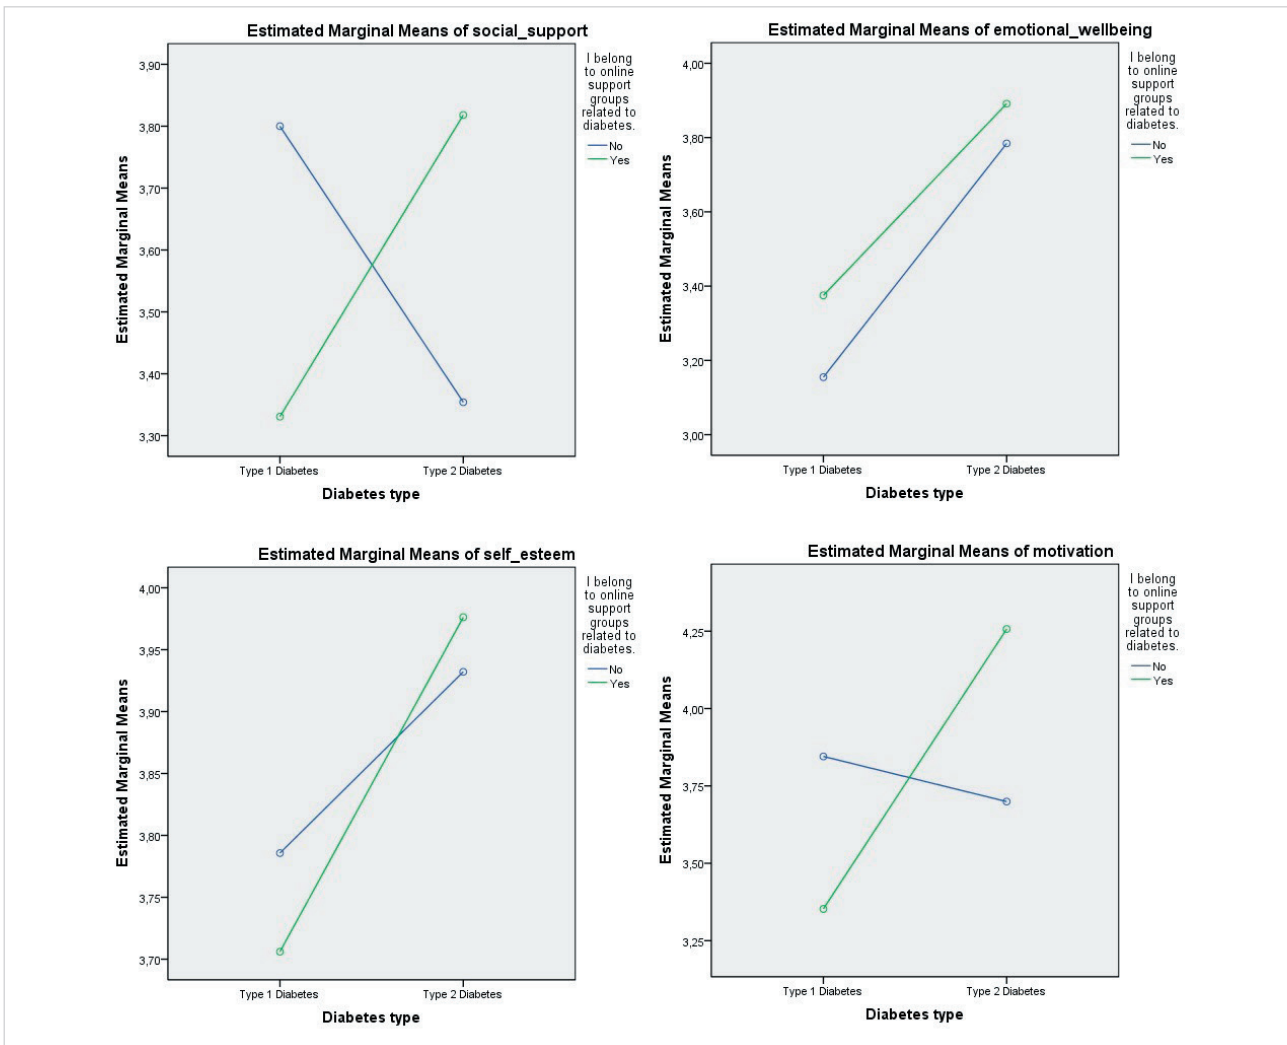 Estimated Marginal Means of social_support
I belong
to online
support
groups
related to
diabetes.
No
Yes
Estimated Marginal Means
3,90
3,80
3,70
3,60
3,50
3,40
3,30
Type 1 Diabetes
Type 2 Diabetes
Diabetes type
Estimated Marginal Means of emotional_wellbeing
I belong
to online
support
groups
related to
diabetes.
No
Yes
Estimated Marginal Means
4,00
3,80
3,60
3,40
3,20
3,00
Type 1 Diabetes
Type 2 Diabetes
Diabetes type
Estimated Marginal Means of self_esteem
I belong
to online
support
groups
related to
diabetes.
No
Yes
Estimated Marginal Means
4,00
3,95
3,90
3,85
3,80
3,75
3,70
Type 1 Diabetes
Type 2 Diabetes
Diabetes type
Estimated Marginal Means of motivation
I belong
to online
support
groups
related to
diabetes.
No
Yes
Estimated Marginal Means
4,25
4,00
3,75
3,50
3,25
Type 1 Diabetes
Type 2 Diabetes
Diabetes type